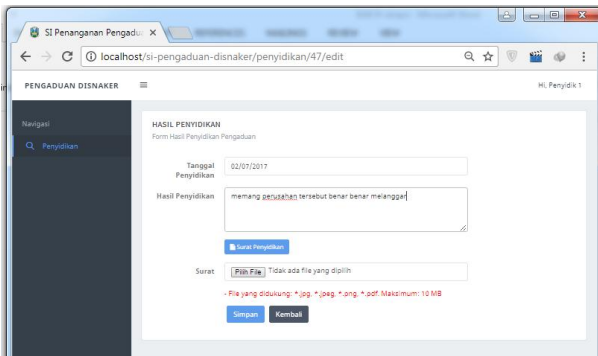 SI Penanganan Pengadu
localhost/si-pengaduan-disnaker/penyidikan/47/edit
PENGADUAN DISNAKER
Hi, Penyidik 1
Navigasi
Penyidikan
HASIL PENYIDIKAN
Form Hasil Penyidikan Pengaduan
Tanggal Penyidikan
02/07/2017
Hasil Penyidikan
memang perusahan tersebut benar benar melanggar
Surat Penyidikan
Surat
Pilih File Tidak ada file yang dipilih
- File yang didukung: *.jpg, *.jpeg, *.png, *.pdf. Maksimum: 10 MB
Simpan
Kembali